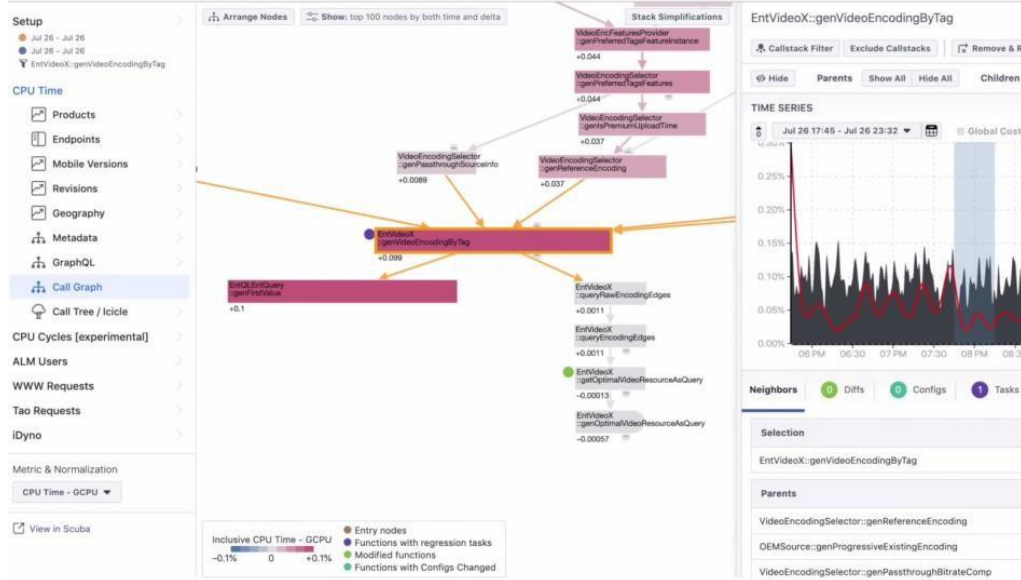 Setup
Jul 26 - Jul 26
Jul 26 - Jul 26
EntVideoX::genVideoEncodingByTag
CPU Time
Products
Endpoints
Mobile Versions
Revisions
Geography
Metadata
GraphQL
Call Graph
Call Tree / Icicle
CPU Cycles [experimental]
ALM Users
WWW Requests
Tao Requests
iDyno
Metric & Normalization
CPU Time - GCPU
View in Scuba
Arrange Nodes
Show: top 100 nodes by both time and delta
Stack Simplifications
VideoEncFeaturesProvider
::genPreferredTagsFeatureInstance
+0.044
VideoEncodingSelector
::genPreferredTagsFeatures
+0.044
VideoEncodingSelector
::genIsPremiumUploadTime
+0.037
VideoEncodingSelector
::genPassthroughSourceInfo
+0.0089
VideoEncodingSelector
::genReferenceEncoding
+0.037
EntVideoX
::genVideoEncodingByTag
+0.099
EntQLEntQuery
::genFirstValue
+0.1
EntVideoX
::queryRawEncodingEdges
+0.0011
EntVideoX
::queryEncodingEdges
+0.0011
EntVideoX
::getOptimalVideoResourceAsQuery
-0.00013
EntVideoX
::genOptimalVideoResourceAsQuery
-0.00057
Inclusive CPU Time - GCPU
-0.1%
0
+0.1%
Entry nodes
Functions with regression tasks
Modified functions
Functions with Configs Changed
EntVideoX::genVideoEncodingByTag
Callstack Filter
Exclude Callstacks
Remove & R
Hide
Parents
Show All
Hide All
Children
TIME SERIES
0
Jul 26 17:45 - Jul 26 23:32
Global Cost
0.30%
0.25%
0.20%
0.15%
0.10%
0.05%
0.00%
06 PM
06:30
07 PM
07:30
08 PM
08:3
Neighbors
0 Diffs
0 Configs
1 Tasks
Selection
EntVideoX::genVideoEncodingByTag
Parents
VideoEncodingSelector::genReferenceEncoding
OEMSource::genProgressiveExistingEncoding
VideoEncodingSelector::genPassthroughBitrateComp